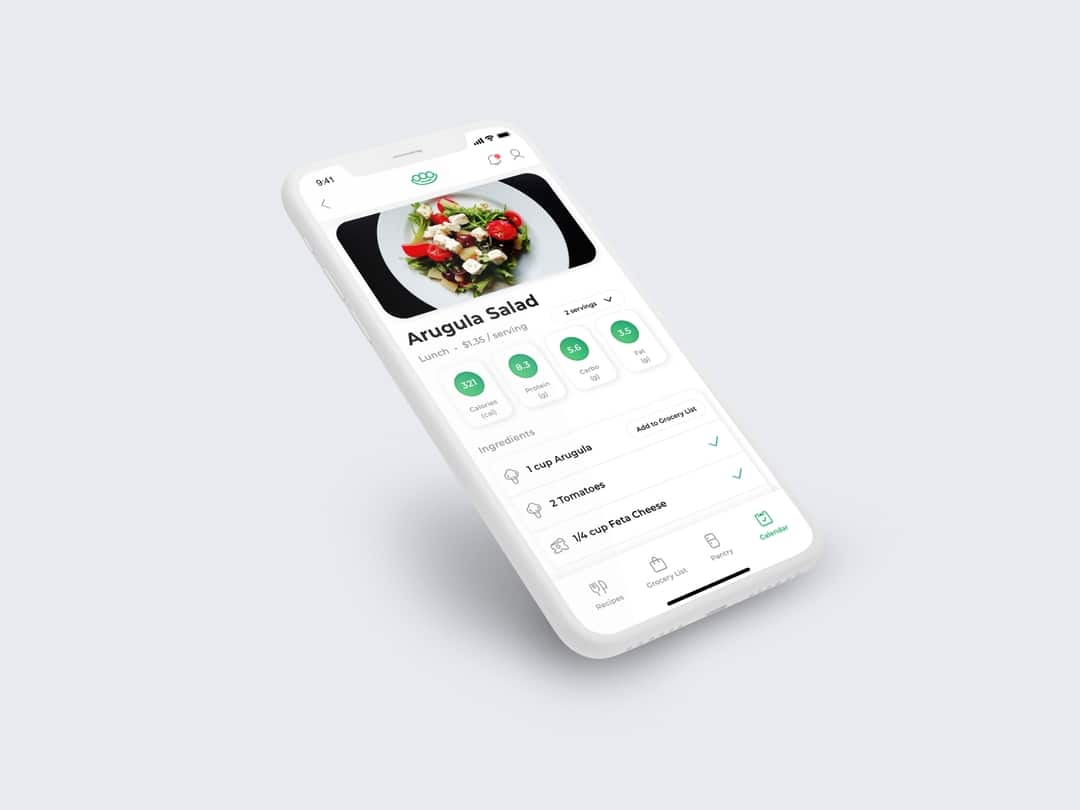 9:41
Arugula Salad
2 servings
Lunch - $1.35 / serving
321
Calories
(cal)
8.3
Protein
(g)
5.6
Carbo
(g)
3.5
Fat
(g)
Ingredients
Add to Grocery List
1 cup Arugula
2 Tomatoes
1/4 cup Feta Cheese
Recipes
Grocery List
Pantry
Calendar